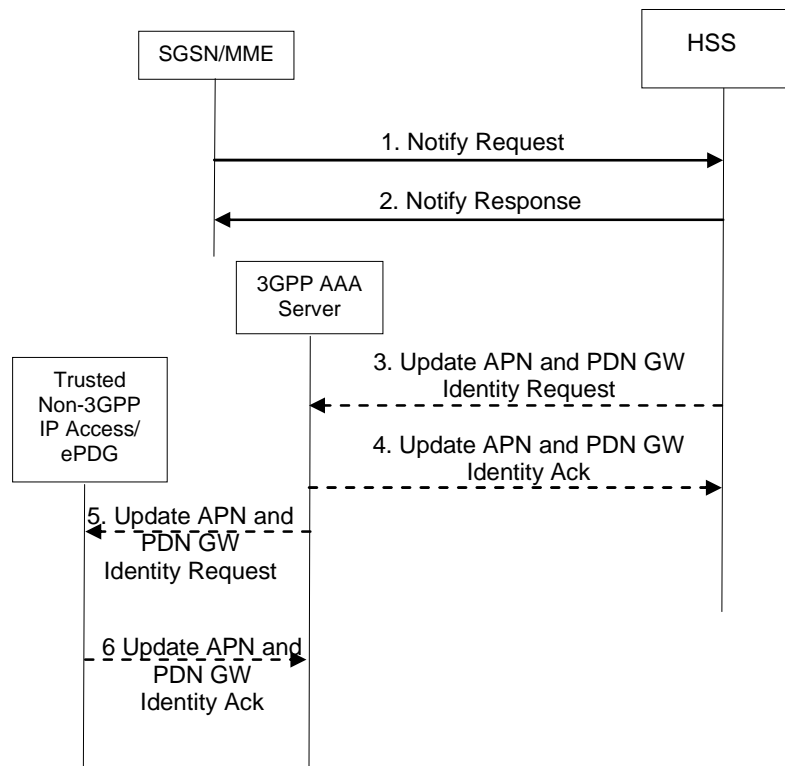 SGSN/MME
HSS
1. Notify Request
2. Notify Response
3GPP AAA
Server
3. Update APN and PDN GW
Identity Request
Trusted
Non-3GPP
IP Access/
ePDG
4. Update APN and PDN GW
Identity Ack
5. Update APN and
PDN GW
Identity Request
6 Update APN and
PDN GW
Identity Ack